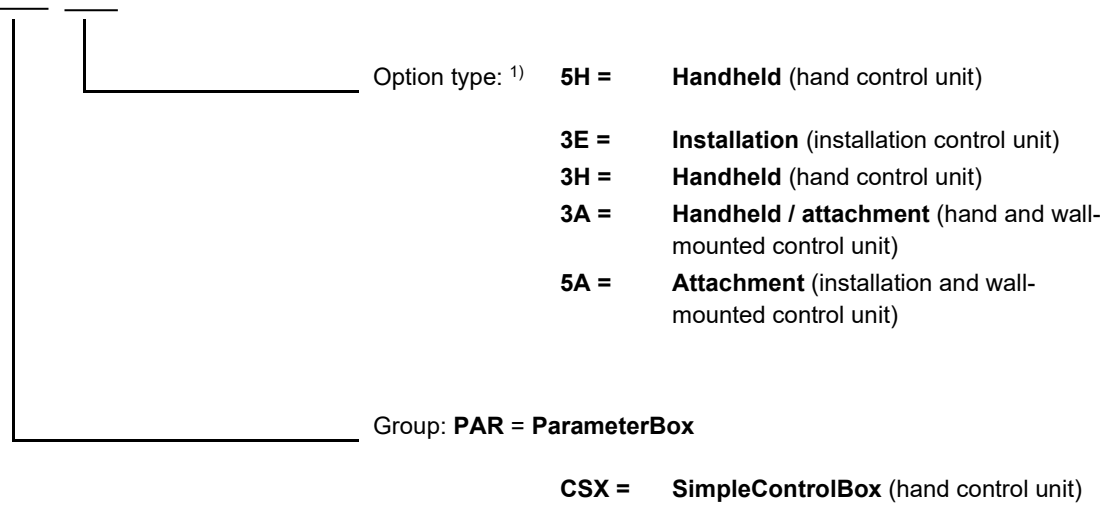 Option type: 1) 5H = Handheld (hand control unit)
3E = Installation (installation control unit)
3H = Handheld (hand control unit)
3A = Handheld / attachment (hand and wall-
mounted control unit)
5A = Attachment (installation and wall-
mounted control unit)
Group: PAR = ParameterBox
CSX = SimpleControlBox (hand control unit)